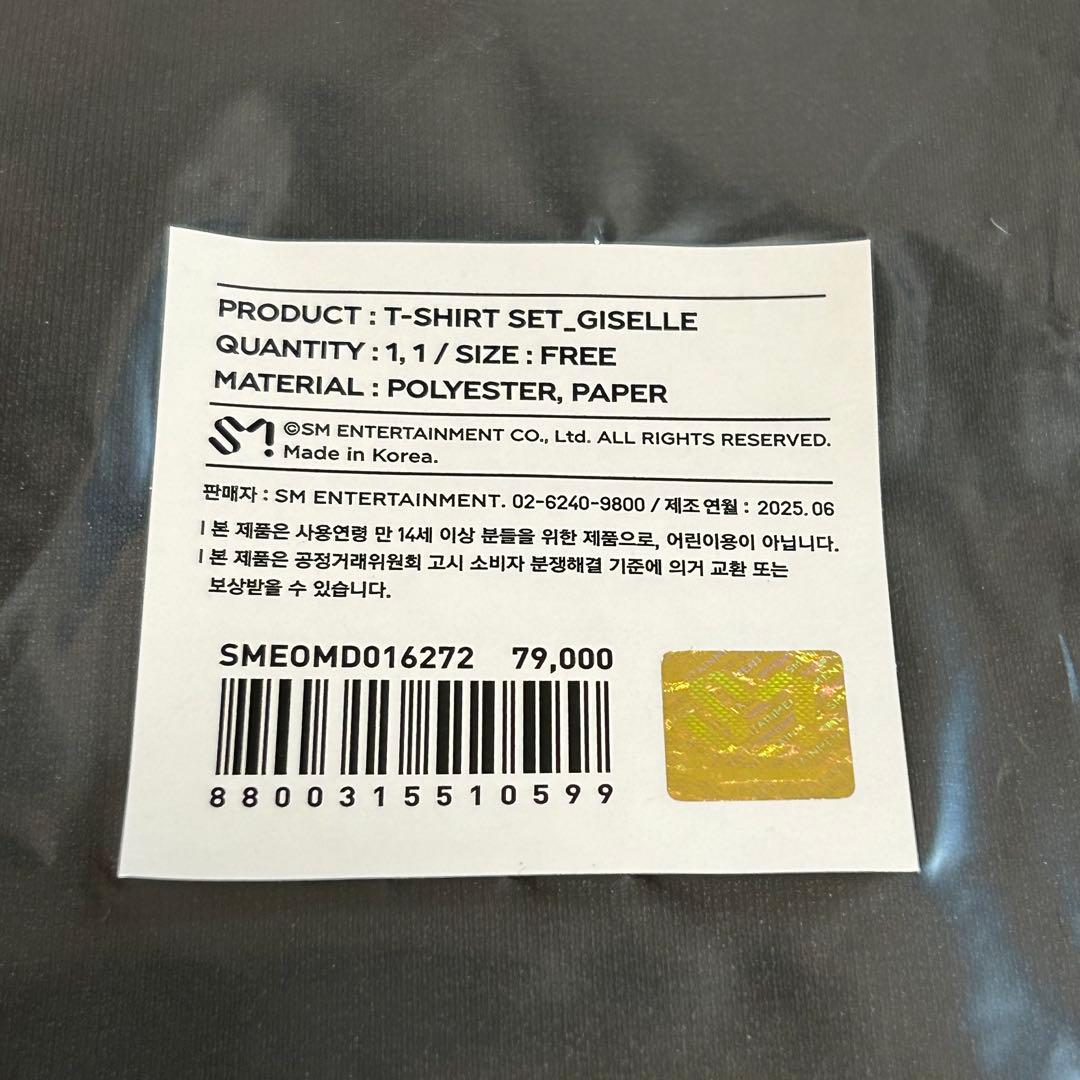 PRODUCT : T-SHIRT SET_GISELLE
QUANTITY : 1, 1 / SIZE : FREE
MATERIAL : POLYESTER, PAPER
SM ©SM ENTERTAINMENT CO., Ltd. ALL RIGHTS RESERVED.
Made in Korea.
판매자 : SM ENTERTAINMENT. 02-6240-9800 / 제조연월 : 2025.06
| 본 제품은 사용연령 만 14세 이상 분들을 위한 제품으로, 어린이용이 아닙니다.
| 본 제품은 공정거래위원회 고시 소비자 분쟁해결 기준에 의거 교환 또는
보상받을 수 있습니다.
SMEOMD016272 79,000
8800315510599